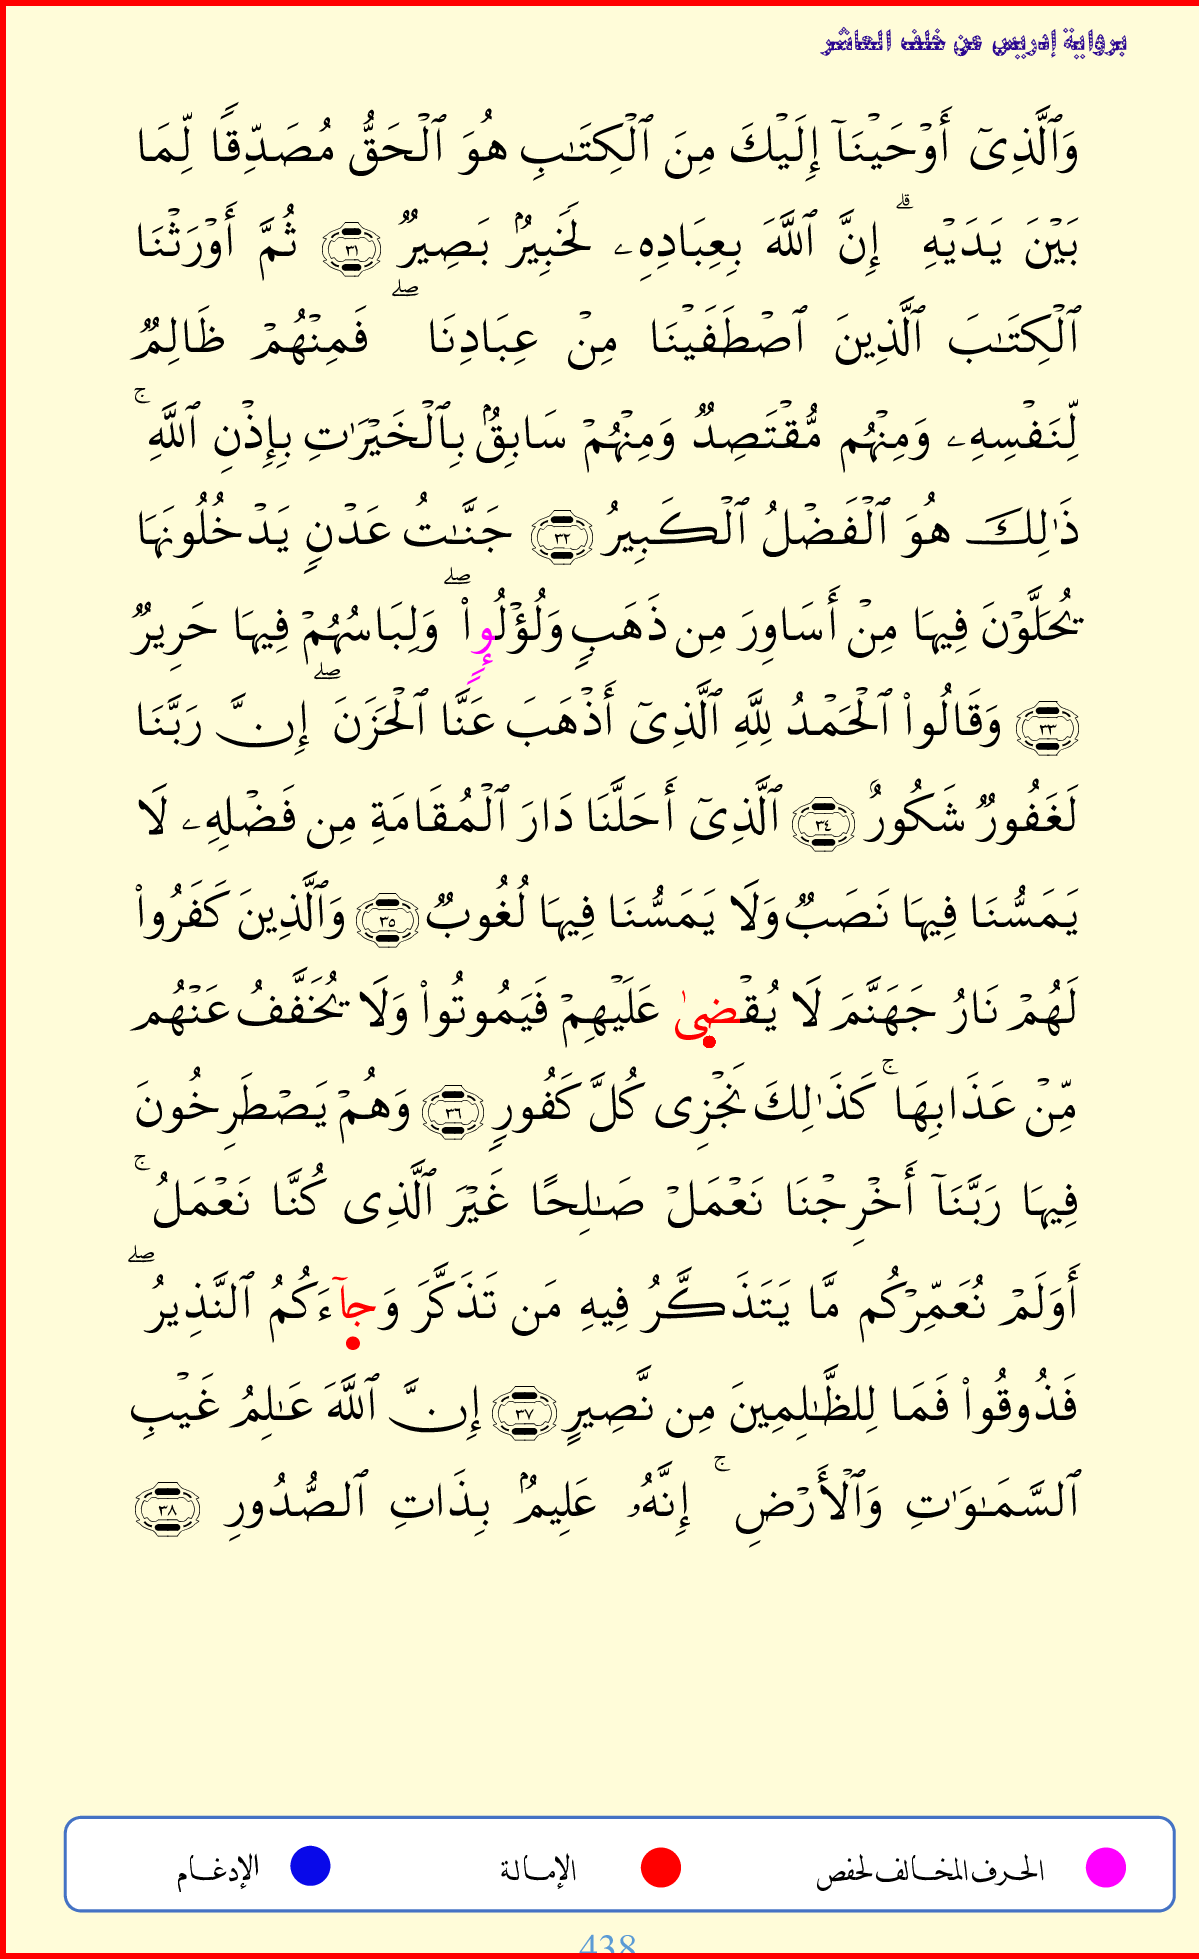 برواية إدريس عن خلف العاشر
وَٱلَّذِىٓ أَوۡحَيۡنَآ إِلَيۡكَ مِنَ ٱلۡكِتَٰبِ هُوَ ٱلۡحَقُّ مُصَدِّقٗا لِّمَا
بَيۡنَ يَدَيۡهِۗ إِنَّ ٱللَّهَ بِعِبَادِهِۦ لَخَبِيرُۢ بَصِيرٞ ٣١ ثُمَّ أَوۡرَثۡنَا
ٱلۡكِتَٰبَ ٱلَّذِينَ ٱصۡطَفَيۡنَا مِنۡ عِبَادِنَاۖ فَمِنۡهُمۡ ظَالِمٞ
لِّنَفۡسِهِۦ وَمِنۡهُم مُّقۡتَصِدٞ وَمِنۡهُمۡ سَابِقُۢ بِٱلۡخَيۡرَٰتِ بِإِذۡنِ ٱللَّهِۚ
ذَٰلِكَ هُوَ ٱلۡفَضۡلُ ٱلۡكَبِيرُ ٣٢ جَنَّٰتُ عَدۡنٖ يَدۡخُلُونَهَا
يُحَلَّوۡنَ فِيهَا مِنۡ أَسَاوِرَ مِن ذَهَبٖ وَلُؤۡلُوٕٖاْۖ وَلِبَاسُهُمۡ فِيهَا حَرِيرٞ
٣٣ وَقَالُواْ ٱلۡحَمۡدُ لِلَّهِ ٱلَّذِىٓ أَذۡهَبَ عَنَّا ٱلۡحَزَنَۖ إِنَّ رَبَّنَا
لَغَفُورٞ شَكُورٌ ٣٤ ٱلَّذِىٓ أَحَلَّنَا دَارَ ٱلۡمُقَامَةِ مِن فَضۡلِهِۦ لَا
يَمَسُّنَا فِيهَا نَصَبٞ وَلَا يَمَسُّنَا فِيهَا لُغُوبٞ ٣٥ وَٱلَّذِينَ كَفَرُواْ
لَهُمۡ نَارُ جَهَنَّمَ لَا يُقۡضىٰ عَلَيۡهِمۡ فَيَمُوتُواْ وَلَا يُخَفَّفُ عَنۡهُم
مِّنۡ عَذَابِهَاۚ كَذَٰلِكَ نَجۡزِى كُلَّ كَفُورٖ ٣٦ وَهُمۡ يَصۡطَرِخُونَ
فِيهَا رَبَّنَآ أَخۡرِجۡنَا نَعۡمَلۡ صَٰلِحًا غَيۡرَ ٱلَّذِى كُنَّا نَعۡمَلُۚ
أَوَلَمۡ نُعَمِّرۡكُم مَّا يَتَذَكَّرُ فِيهِ مَن تَذَكَّرَ وَجآءَكُمُ ٱلنَّذِيرُۖ
فَذُوقُواْ فَمَا لِلظَّٰلِمِينَ مِن نَّصِيرٍ ٣٧ إِنَّ ٱللَّهَ عَٰلِمُ غَيۡبِ
ٱلسَّمَٰوَٰتِ وَٱلۡأَرۡضِۚ إِنَّهُۥ عَلِيمُۢ بِذَاتِ ٱلصُّدُورِ ٣٨
الحرف المخالف لحفص الإمالة الإدغام
438